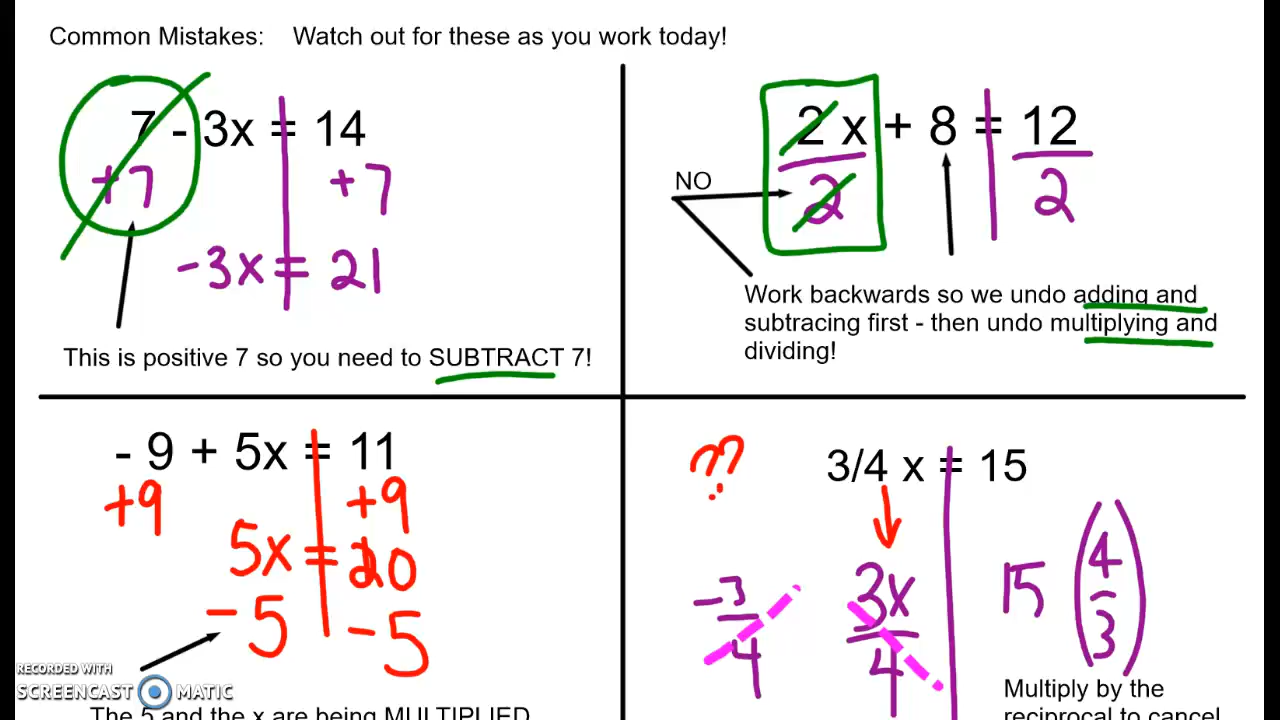 Common Mistakes: Watch out for these as you work today!
7 - 3x = 14
+7 +7
-3x = 21
This is positive 7 so you need to SUBTRACT 7!
2 x + 8 = 12
2 2
NO
Work backwards so we undo adding and
subtracing first - then undo multiplying and
dividing!
- 9 + 5x = 11
+9 +9
5x = 20
-5 -5
The 5 and the x are being MULTIPLIED
??
3/4 x = 15
-3/4 3x/4 15 (4/3)
Multiply by the
reciprocal to cancel
RECORDED WITH
SCREENCAST MATIC